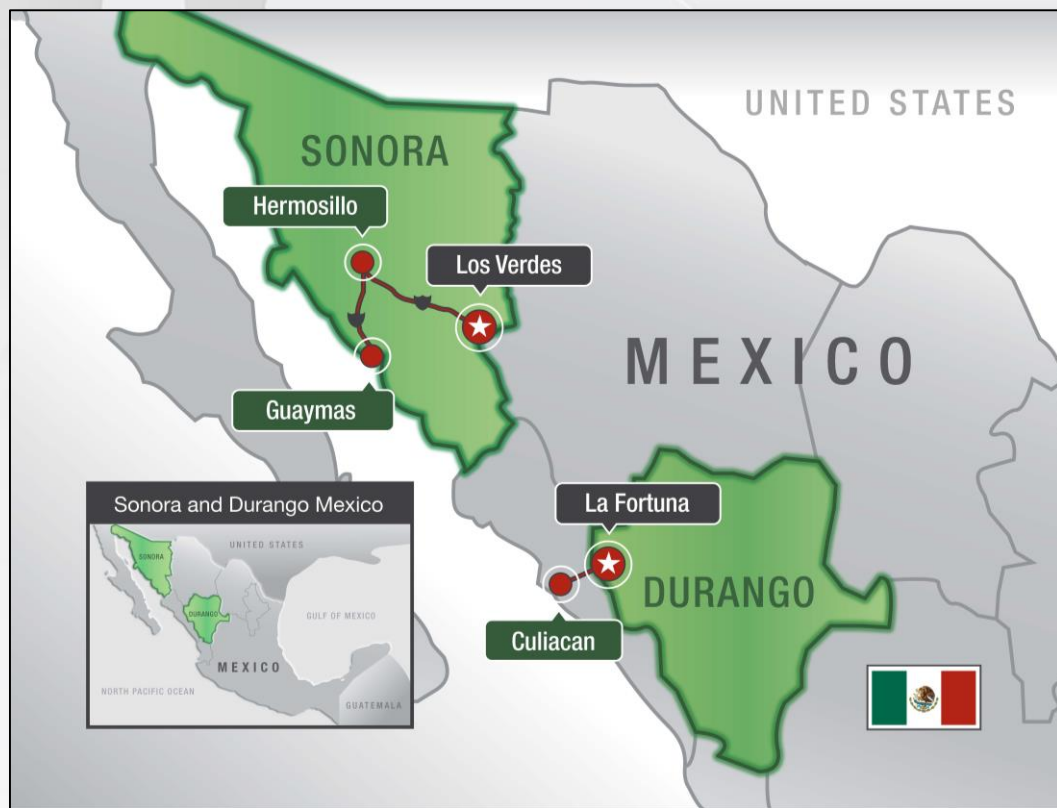 UNITED STATES
SONORA
Hermosillo
Los Verdes
MEXICO
Guaymas
Sonora and Durango Mexico
La Fortuna
UNITED STATES
SONORA
DURANGO
Culiacan
DURANGO
GULF OF MEXICO
MEXICO
NORTH PACIFIC OCEAN
GUATEMALA